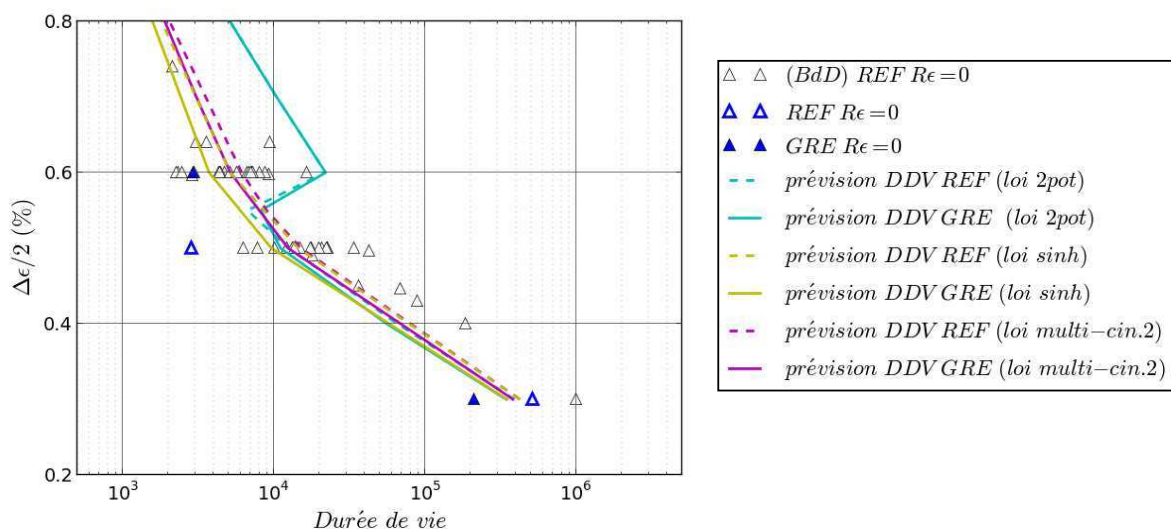 0.8
0.6
0.4
0.2
Δϵ/2 (%)
10³ 10⁴ 10⁵ 10⁶
Durée de vie
(BdD) REF Rϵ=0
REF Rϵ=0
GRE Rϵ=0
prévision DDV REF (loi 2pot)
prévision DDV GRE (loi 2pot)
prévision DDV REF (loi sinh)
prévision DDV GRE (loi sinh)
prévision DDV REF (loi multi−cin.2)
prévision DDV GRE (loi multi−cin.2)